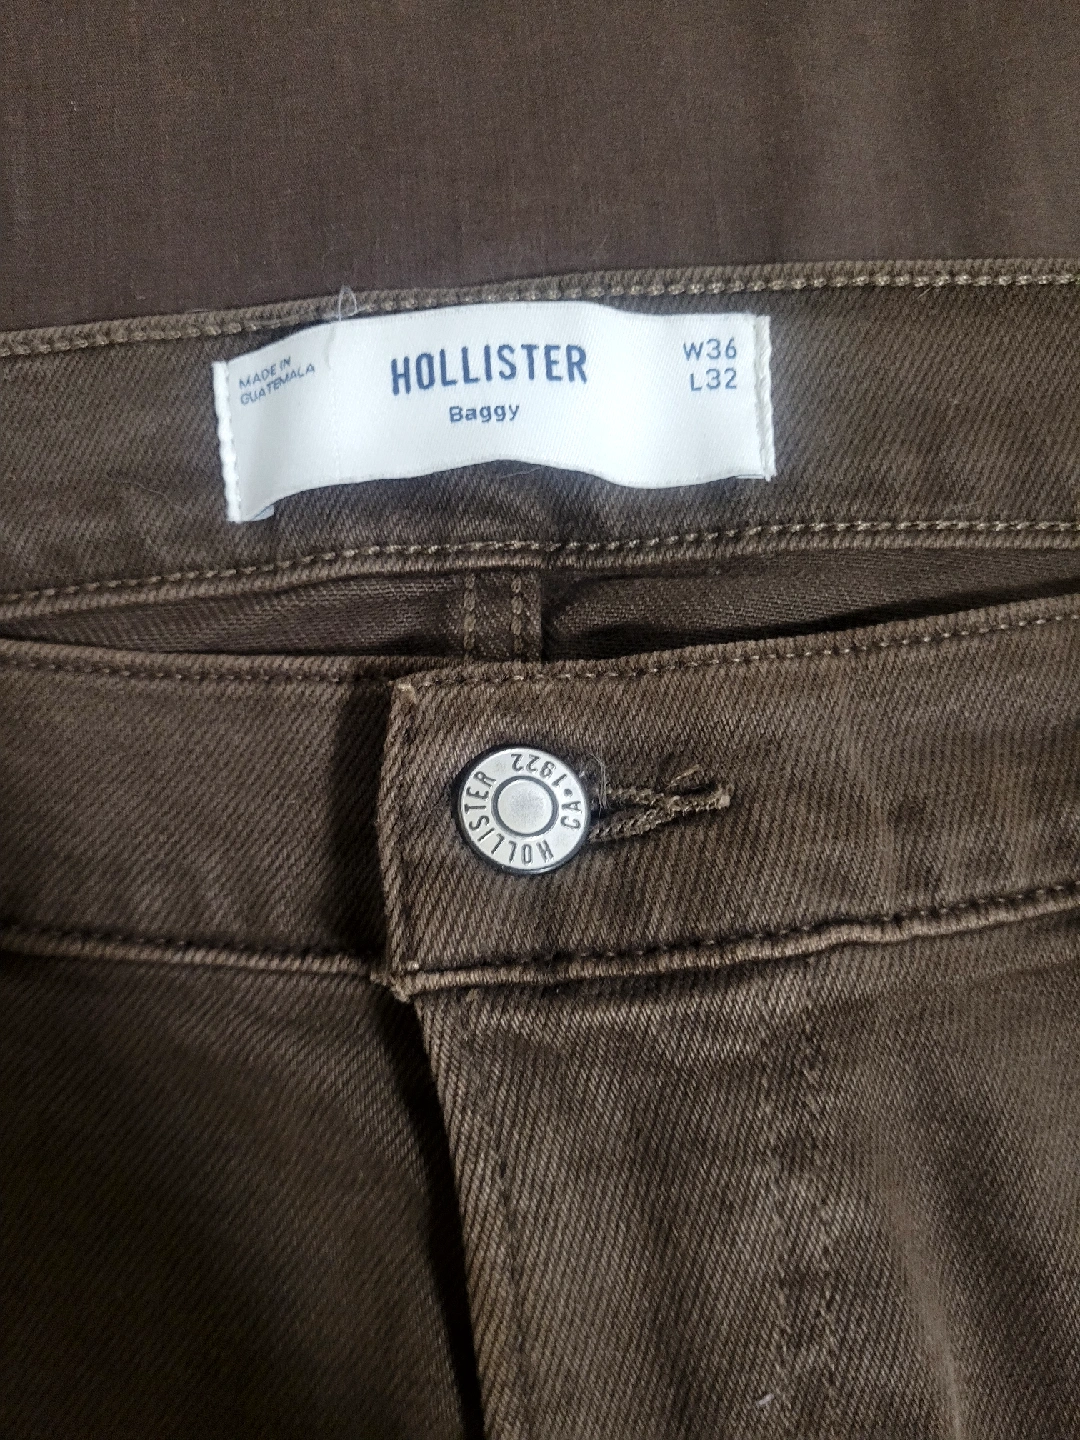 MADE IN
GUATEMALA
HOLLISTER
Baggy
W36
L32
HOLLISTER CA•1922